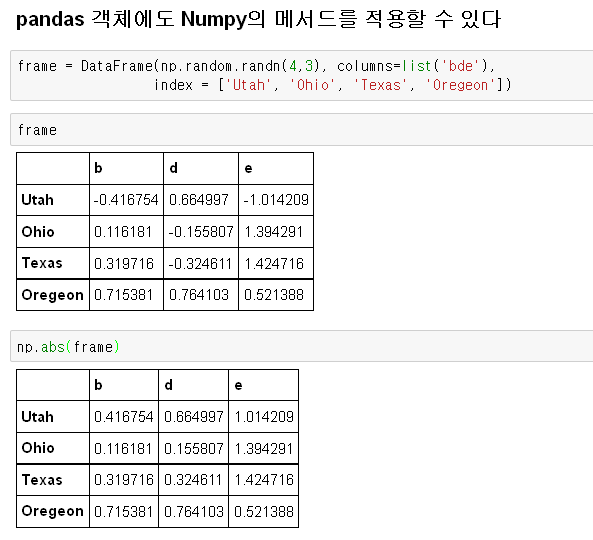 pandas 객체에도 Numpy의 메서드를 적용할 수 있다
frame = DataFrame(np.random.randn(4,3), columns=list('bde'),
index = ['Utah', 'Ohio', 'Texas', 'Oregeon'])
frame
b d e
Utah -0.416754 0.664997 -1.014209
Ohio 0.116181 -0.155807 1.394291
Texas 0.319716 -0.324611 1.424716
Oregeon 0.715381 0.764103 0.521388
np.abs(frame)
b d e
Utah 0.416754 0.664997 1.014209
Ohio 0.116181 0.155807 1.394291
Texas 0.319716 0.324611 1.424716
Oregeon 0.715381 0.764103 0.521388